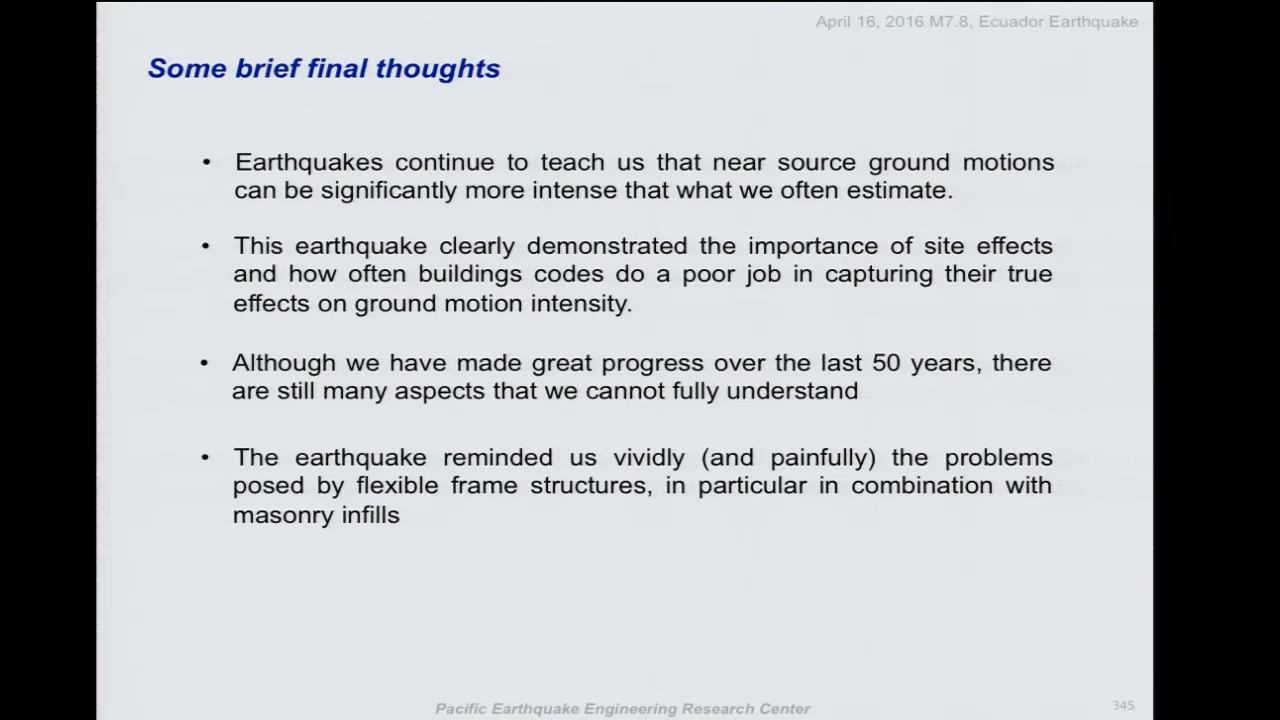 April 16, 2016 M7.8, Ecuador Earthquake
Some brief final thoughts
• Earthquakes continue to teach us that near source ground motions
can be significantly more intense that what we often estimate.
• This earthquake clearly demonstrated the importance of site effects
and how often buildings codes do a poor job in capturing their true
effects on ground motion intensity.
• Although we have made great progress over the last 50 years, there
are still many aspects that we cannot fully understand
• The earthquake reminded us vividly (and painfully) the problems
posed by flexible frame structures, in particular in combination with
masonry infills
Pacific Earthquake Engineering Research Center
345